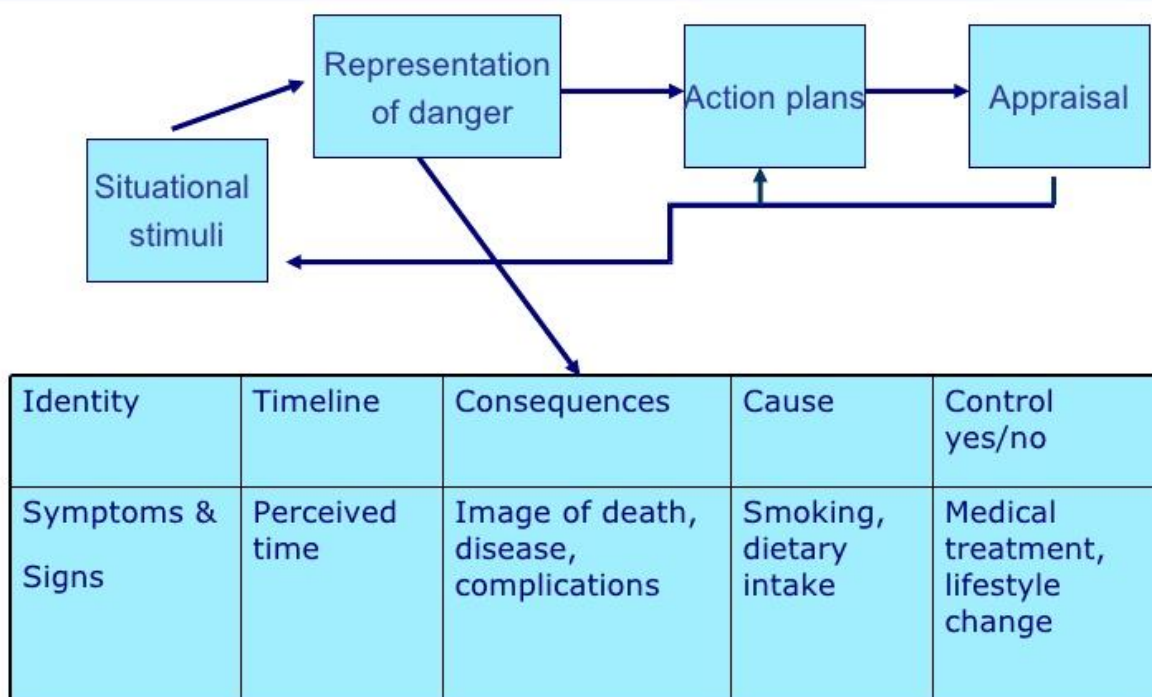 Representation
of danger
Action plans
Appraisal
Situational
stimuli
Identity
Timeline
Consequences
Cause
Control
yes/no
Symptoms &
Signs
Perceived
time
Image of death,
disease,
complications
Smoking,
dietary
intake
Medical
treatment,
lifestyle
change